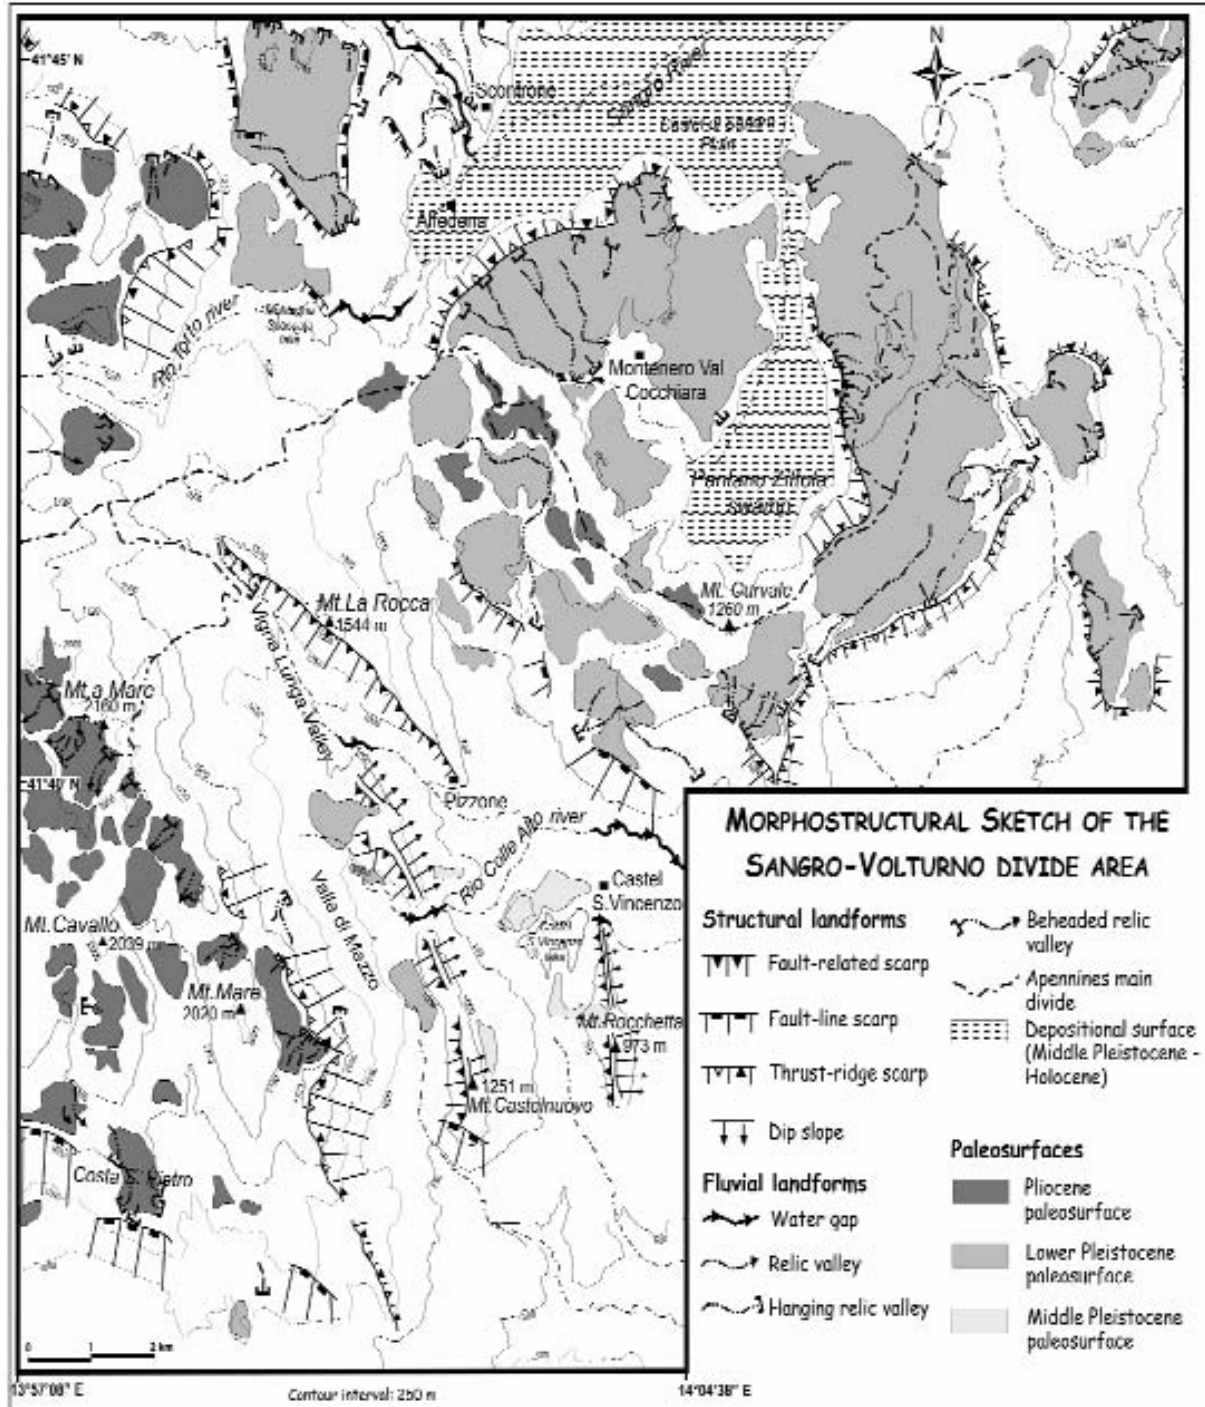 41°45' N
N
Scontrone
Sangro River
Alfedena
Rio Torto river
Montenero Val
Cocchiara
Pantano Zittola
Swamp
Mt. Curvale
1260 m
Mt.La Rocca
1544 m
Vigna Lunga Valley
Mt.a Mare
2160 m
41°40' N
Pizzone
Rio Colle Alto river
Castel
S.Vincenzo
Castel
S. Vincenzo
lake
Valle di Mezzo
Mt.Cavallo
2039 m
Mt.Mare
2020 m
Mt.Rocchetta
973 m
1251 m
Mt.Castelnuovo
Costa S. Pietro
0 1 2 km
13°57'08" E
Contour interval: 250 m
14°04'38" E
MORPHOSTRUCTURAL SKETCH OF THE
SANGRO-VOLTURNO DIVIDE AREA
Structural landforms
Fault-related scarp
Fault-line scarp
Thrust-ridge scarp
Dip slope
Fluvial landforms
Water gap
Relic valley
Hanging relic valley
Beheaded relic
valley
Apennines main
divide
Depositional surface
(Middle Pleistocene -
Holocene)
Paleosurfaces
Pliocene
paleosurface
Lower Pleistocene
paleosurface
Middle Pleistocene
paleosurface